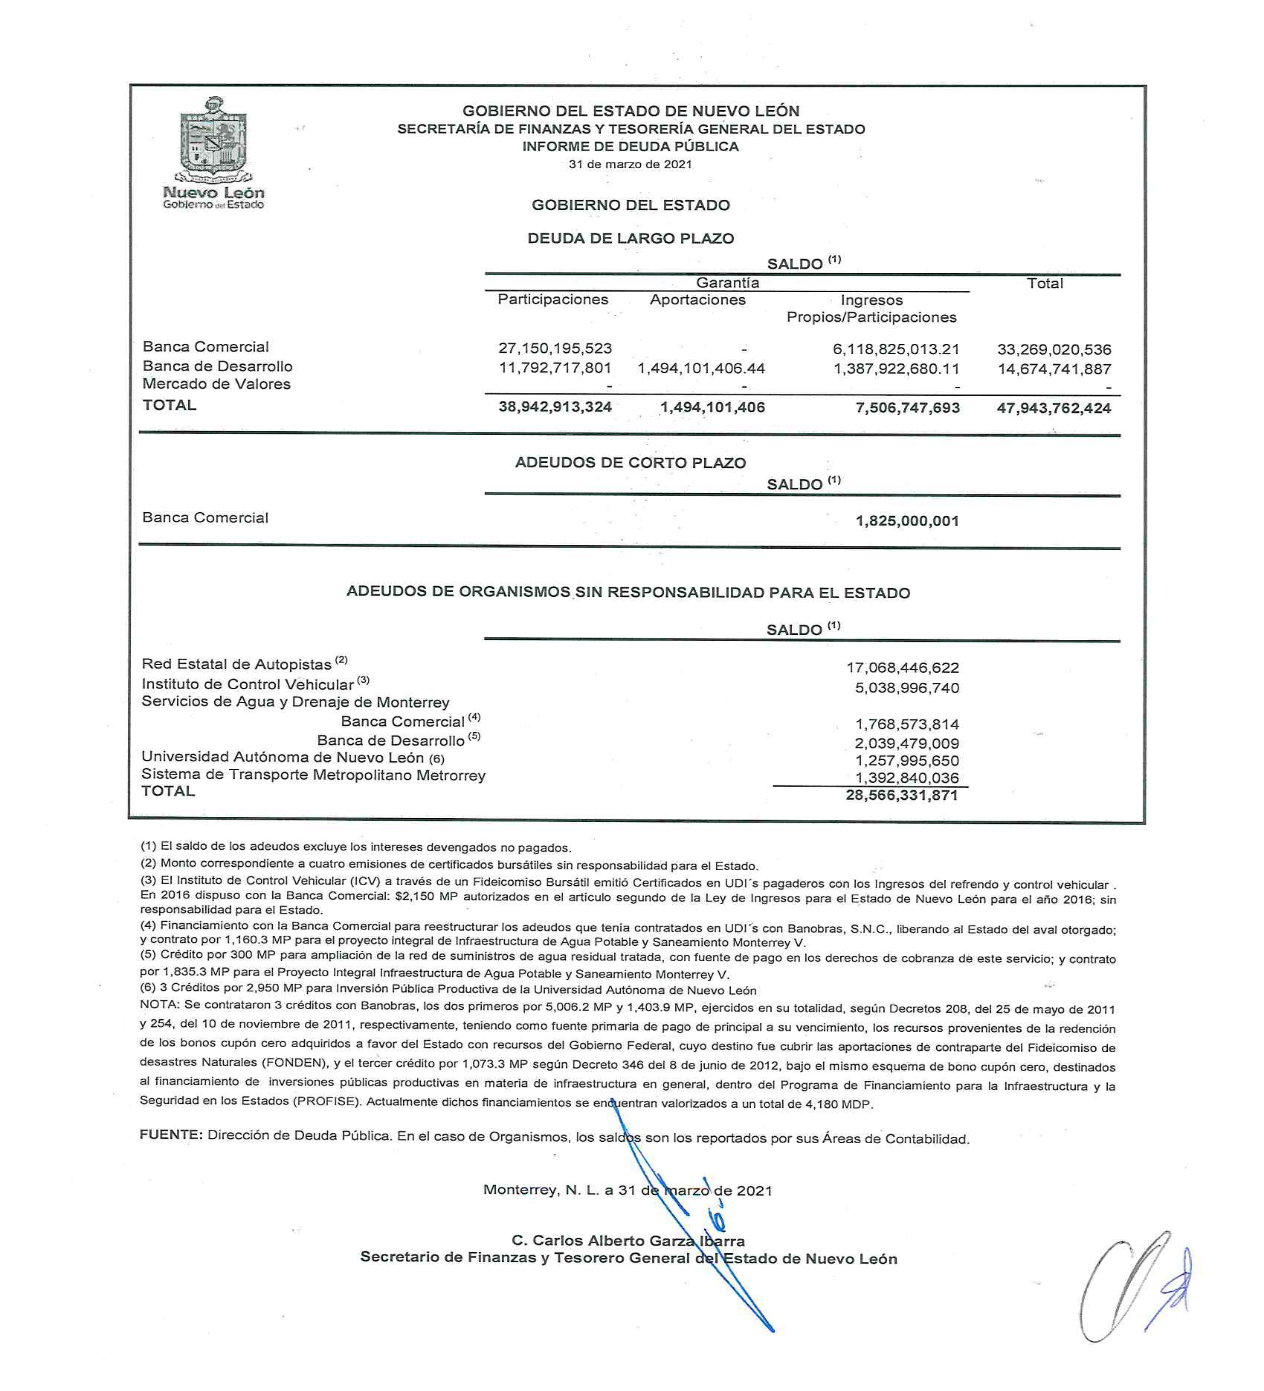 GOBIERNO DEL ESTADO DE NUEVO LEÓN
SECRETARÍA DE FINANZAS Y TESORERÍA GENERAL DEL ESTADO
INFORME DE DEUDA PÚBLICA
31 de marzo de 2021
Nuevo León
Gobierno del Estado
GOBIERNO DEL ESTADO
DEUDA DE LARGO PLAZO
SALDO (1)
Garantía Total
Participaciones Aportaciones Ingresos
Propios/Participaciones
Banca Comercial 27,150,195,523 - 6,118,825,013.21 33,269,020,536
Banca de Desarrollo 11,792,717,801 1,494,101,406.44 1,387,922,680.11 14,674,741,887
Mercado de Valores - - - -
TOTAL 38,942,913,324 1,494,101,406 7,506,747,693 47,943,762,424
ADEUDOS DE CORTO PLAZO
SALDO (1)
Banca Comercial 1,825,000,001
ADEUDOS DE ORGANISMOS SIN RESPONSABILIDAD PARA EL ESTADO
SALDO (1)
Red Estatal de Autopistas (2) 17,068,446,622
Instituto de Control Vehicular (3) 5,038,996,740
Servicios de Agua y Drenaje de Monterrey
Banca Comercial (4) 1,768,573,814
Banca de Desarrollo (5) 2,039,479,009
Universidad Autónoma de Nuevo León (6) 1,257,995,650
Sistema de Transporte Metropolitano Metrorrey 1,392,840,036
TOTAL 28,566,331,871
(1) El saldo de los adeudos excluye los intereses devengados no pagados.
(2) Monto correspondiente a cuatro emisiones de certificados bursátiles sin responsabilidad para el Estado.
(3) El Instituto de Control Vehicular (ICV) a través de un Fideicomiso Bursátil emitió Certificados en UDI´s pagaderos con los Ingresos del refrendo y control vehicular .
En 2016 dispuso con la Banca Comercial: $2,150 MP autorizados en el artículo segundo de la Ley de Ingresos para el Estado de Nuevo León para el año 2016; sin
responsabilidad para el Estado.
(4) Financiamiento con la Banca Comercial para reestructurar los adeudos que tenía contratados en UDI´s con Banobras, S.N.C., liberando al Estado del aval otorgado;
y contrato por 1,160.3 MP para el proyecto integral de Infraestructura de Agua Potable y Saneamiento Monterrey V.
(5) Crédito por 300 MP para ampliación de la red de suministros de agua residual tratada, con fuente de pago en los derechos de cobranza de este servicio; y contrato
por 1,835.3 MP para el Proyecto Integral Infraestructura de Agua Potable y Saneamiento Monterrey V.
(6) 3 Créditos por 2,950 MP para Inversión Pública Productiva de la Universidad Autónoma de Nuevo León
NOTA: Se contrataron 3 créditos con Banobras, los dos primeros por 5,006.2 MP y 1,403.9 MP, ejercidos en su totalidad, según Decretos 208, del 25 de mayo de 2011
y 254, del 10 de noviembre de 2011, respectivamente, teniendo como fuente primaria de pago de principal a su vencimiento, los recursos provenientes de la redención
de los bonos cupón cero adquiridos a favor del Estado con recursos del Gobierno Federal, cuyo destino fue cubrir las aportaciones de contraparte del Fideicomiso de
desastres Naturales (FONDEN), y el tercer crédito por 1,073.3 MP según Decreto 346 del 8 de junio de 2012, bajo el mismo esquema de bono cupón cero, destinados
al financiamiento de inversiones públicas productivas en materia de infraestructura en general, dentro del Programa de Financiamiento para la Infraestructura y la
Seguridad en los Estados (PROFISE). Actualmente dichos financiamientos se encuentran valorizados a un total de 4,180 MDP.
FUENTE: Dirección de Deuda Pública. En el caso de Organismos, los saldos son los reportados por sus Áreas de Contabilidad.
Monterrey, N. L. a 31 de marzo de 2021
C. Carlos Alberto Garza Ibarra
Secretario de Finanzas y Tesorero General del Estado de Nuevo León